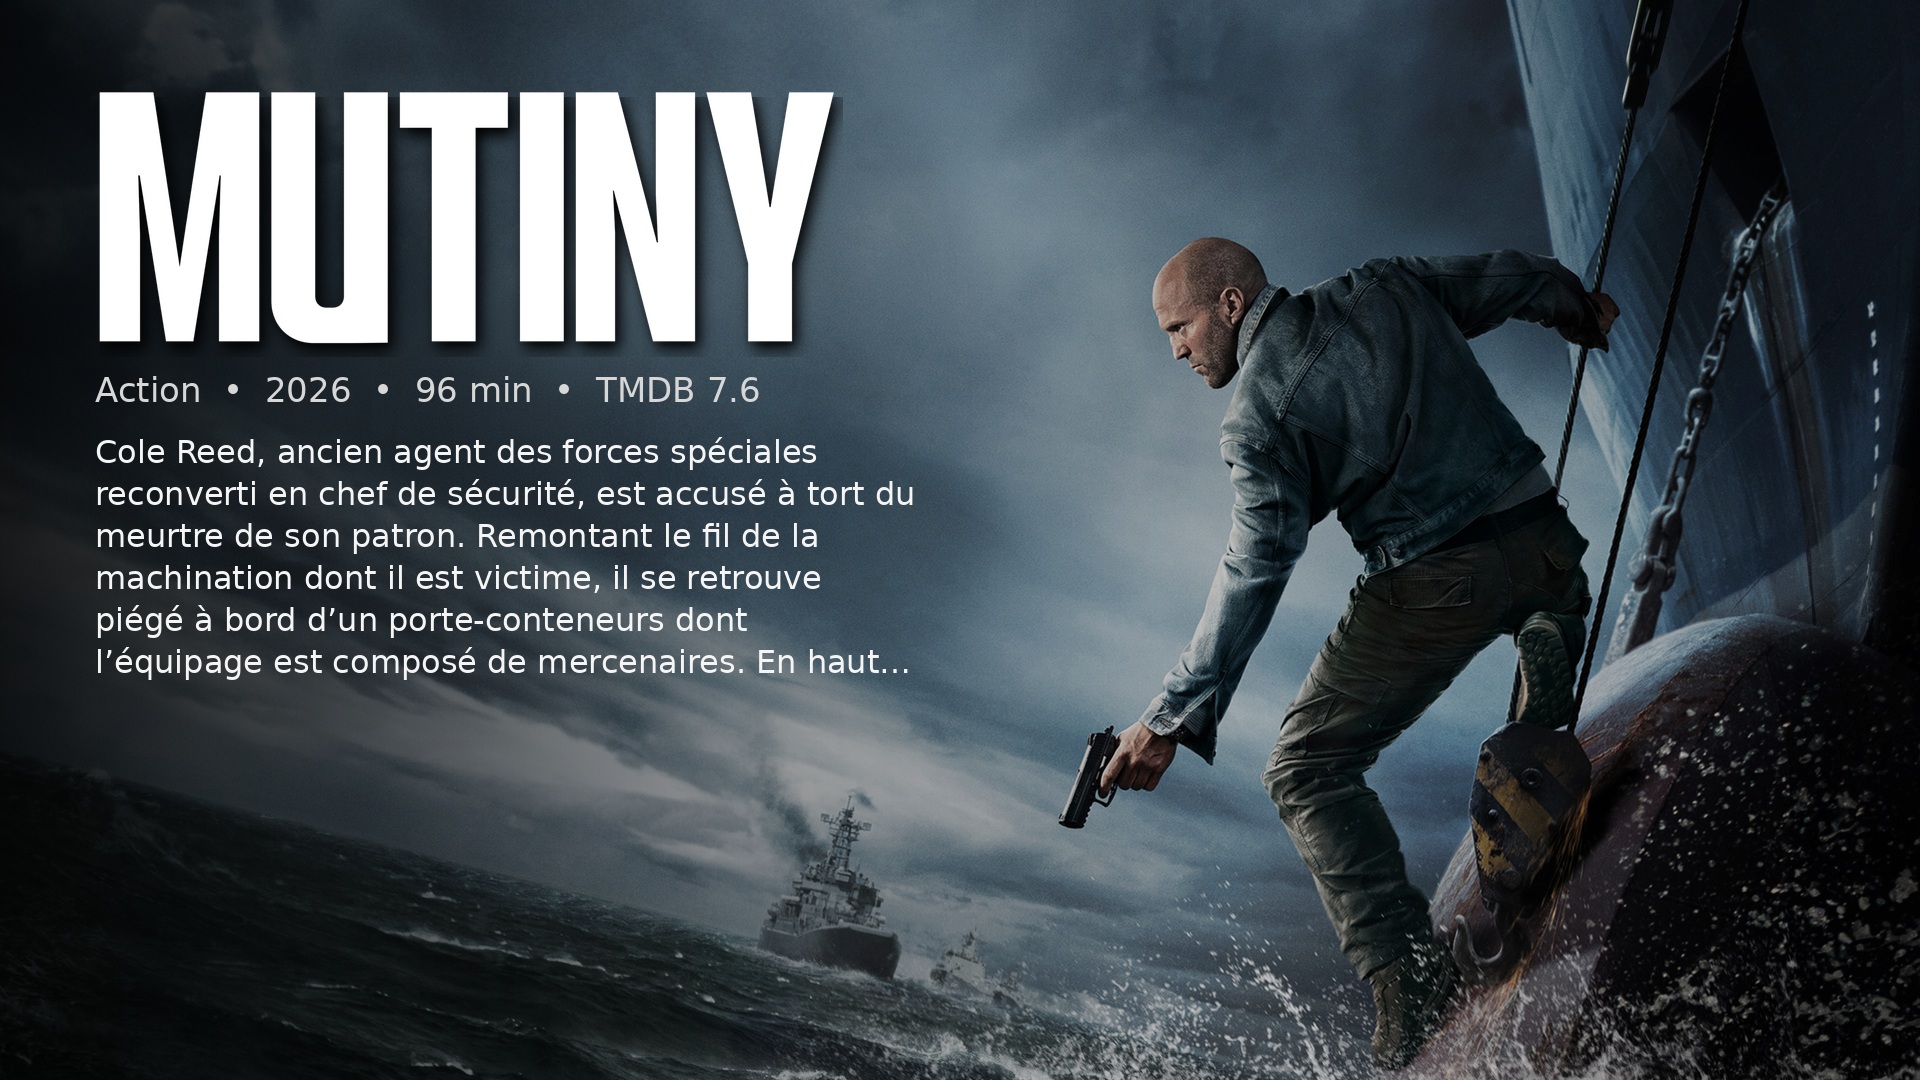 MUTINY
Action • 2026 • 96 min • TMDB 7.6
Cole Reed, ancien agent des forces spéciales
reconverti en chef de sécurité, est accusé à tort du
meurtre de son patron. Remontant le fil de la
machination dont il est victime, il se retrouve
piégé à bord d’un porte-conteneurs dont
l’équipage est composé de mercenaires. En haut…